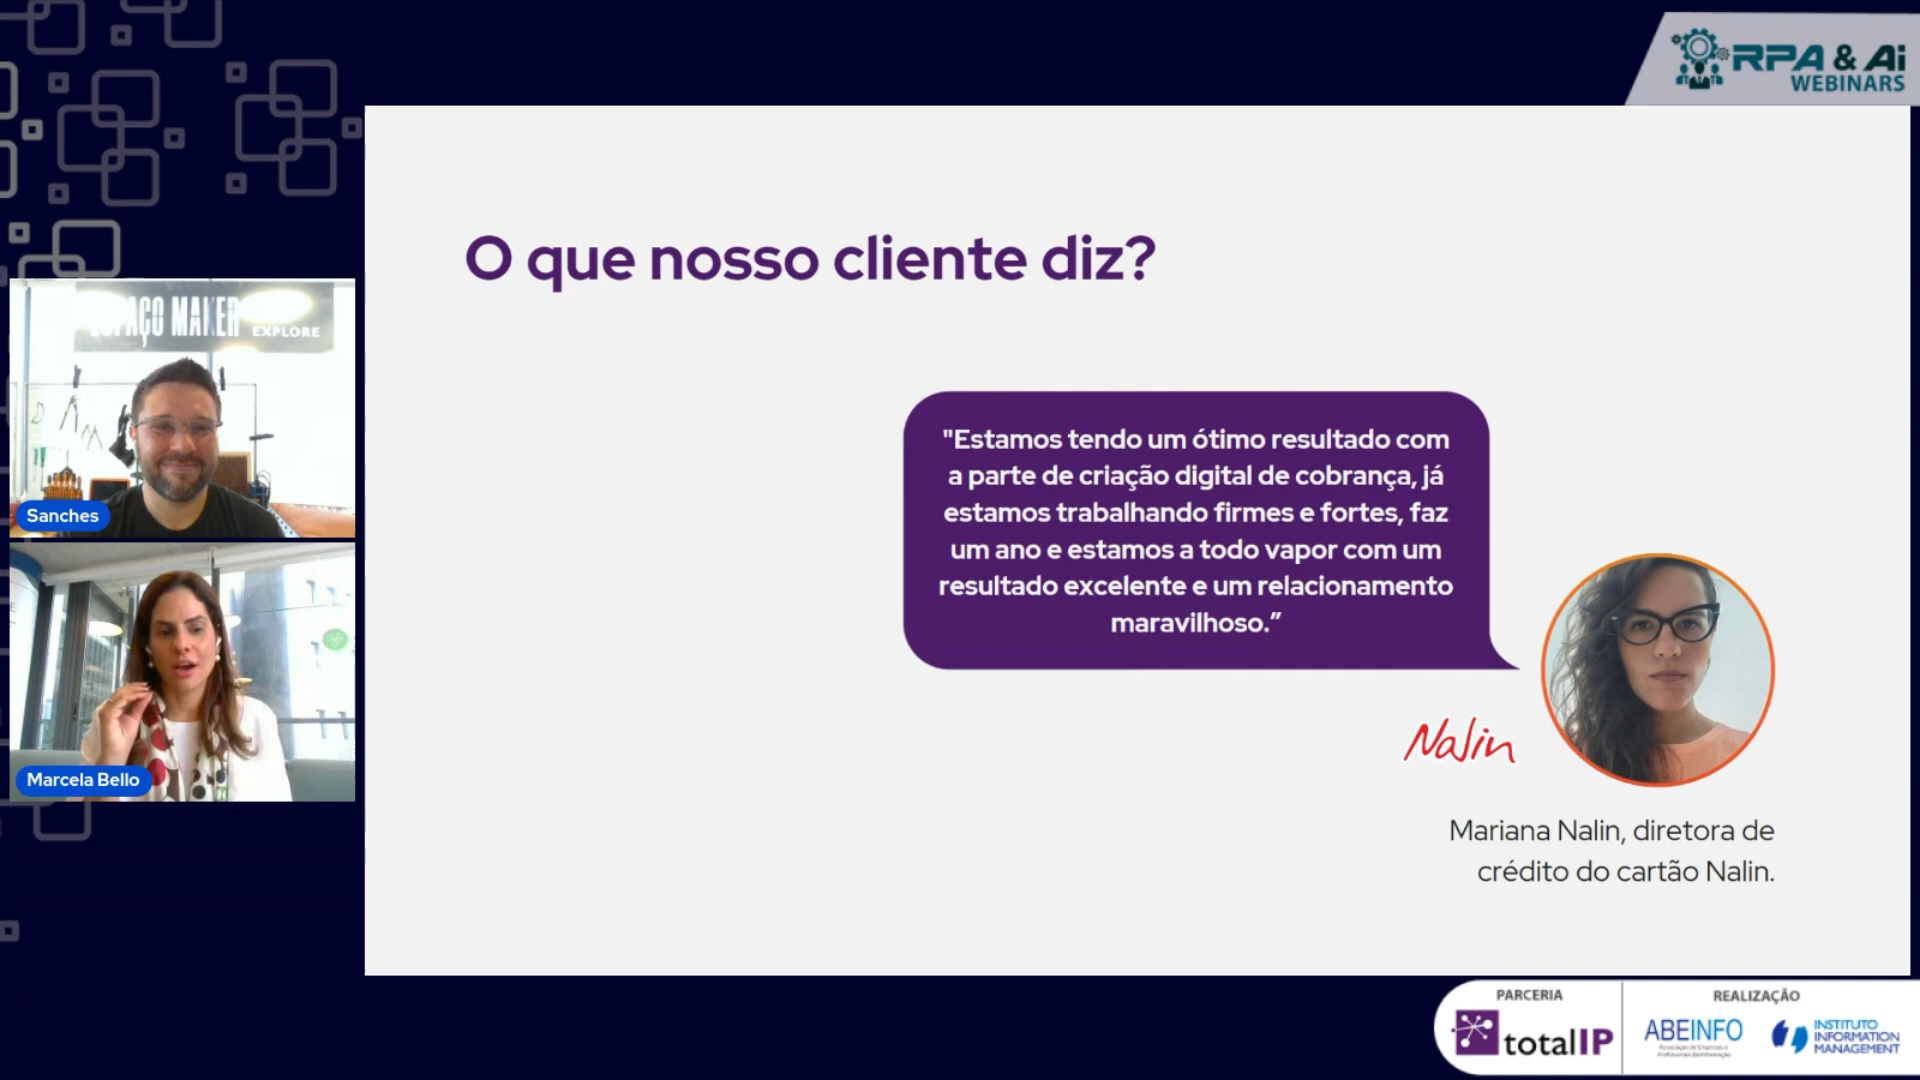 RPA & Ai
WEBINARS
O que nosso cliente diz?
ESPAÇO MAKER
EXPLORE
Sanches
Marcela Bello
"Estamos tendo um ótimo resultado com
a parte de criação digital de cobrança, já
estamos trabalhando firmes e fortes, faz
um ano e estamos a todo vapor com um
resultado excelente e um relacionamento
maravilhoso.”
Nalin
Mariana Nalin, diretora de
crédito do cartão Nalin.
PARCERIA
totalIP
REALIZAÇÃO
ABEINFO
INSTITUTO
INFORMATION
MANAGEMENT